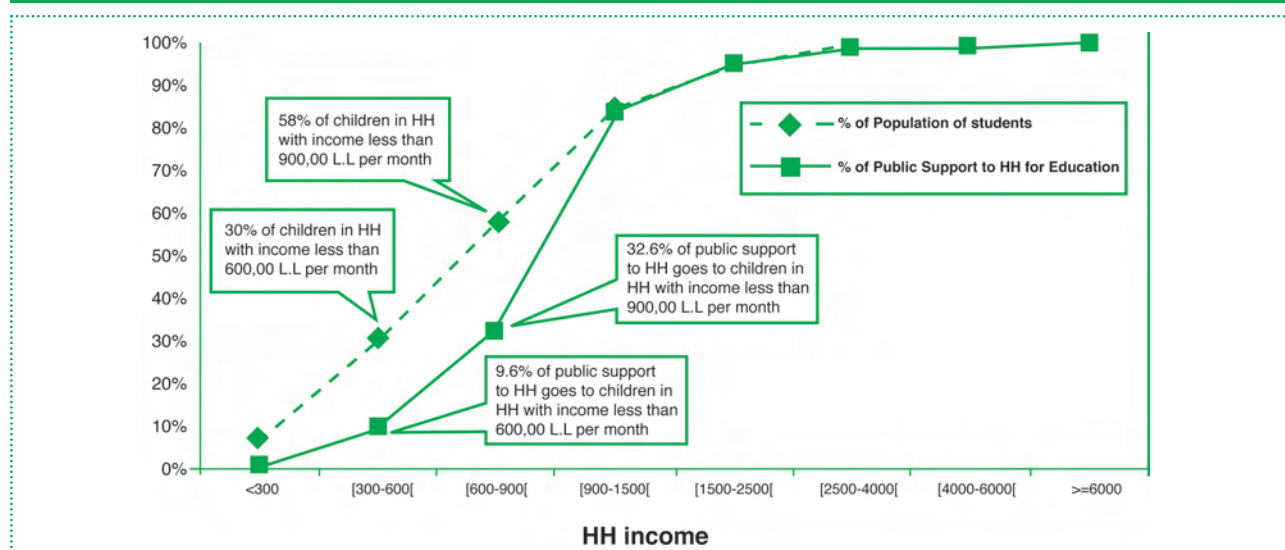 100%
90%
80%
70%
60%
50%
40%
30%
20%
10%
0%
58% of children in HH
with income less than
900,00 L.L per month
30% of children in HH
with income less than
600,00 L.L per month
% of Population of students
% of Public Support to HH for Education
32.6% of public support
to HH goes to children in
HH with income less than
900,00 L.L per month
9.6% of public support
to HH goes to children in
HH with income less than
600,00 L.L per month
<300 [300-600[ [600-900[ [900-1500[ [1500-2500[ [2500-4000[ [4000-6000[ >=6000
HH income